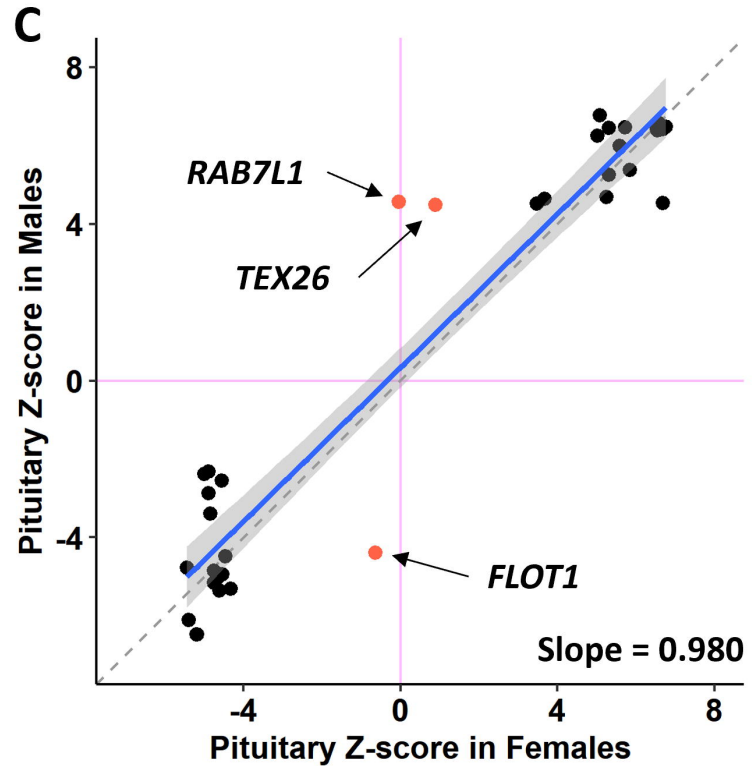 C
8
RAB7L1
4
TEX26
Pituitary Z-score in Males
0
-4
FLOT1
Slope = 0.980
-4 0 4 8
Pituitary Z-score in Females